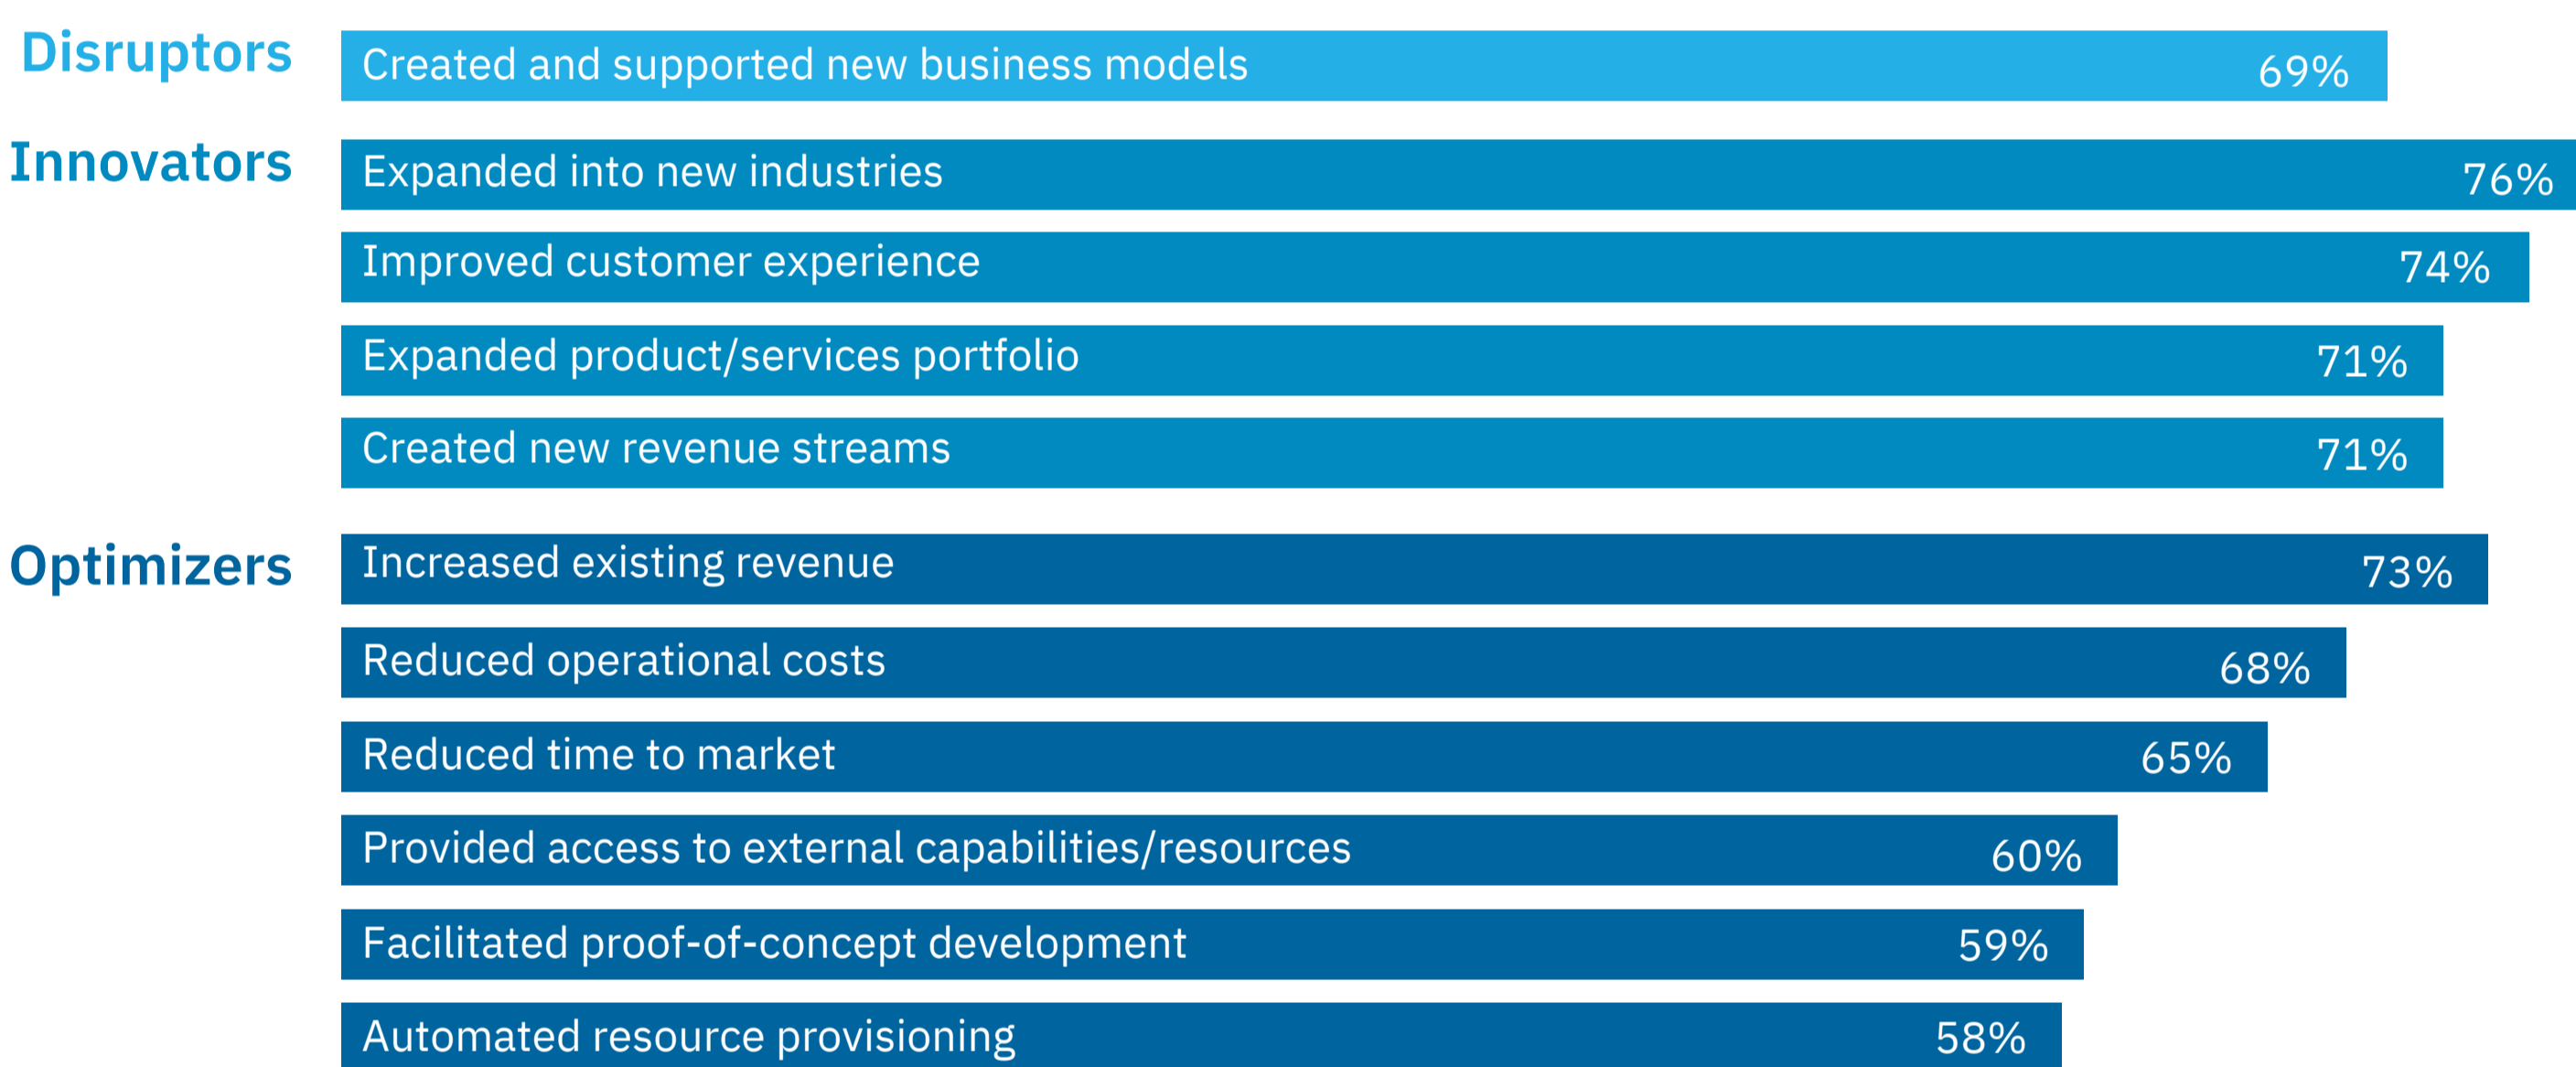 Disruptors
Created and supported new business models 69%
Innovators
Expanded into new industries 76%
Improved customer experience 74%
Expanded product/services portfolio 71%
Created new revenue streams 71%
Optimizers
Increased existing revenue 73%
Reduced operational costs 68%
Reduced time to market 65%
Provided access to external capabilities/resources 60%
Facilitated proof-of-concept development 59%
Automated resource provisioning 58%